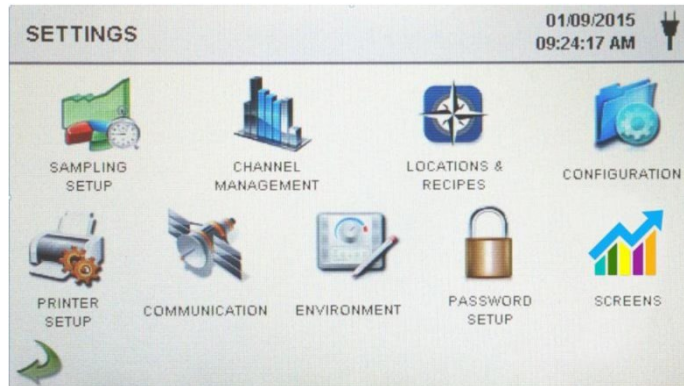 SETTINGS
01/09/2015
09:24:17 AM
SAMPLING
SETUP
CHANNEL
MANAGEMENT
LOCATIONS &
RECIPES
CONFIGURATION
PRINTER
SETUP
COMMUNICATION
ENVIRONMENT
PASSWORD
SETUP
SCREENS